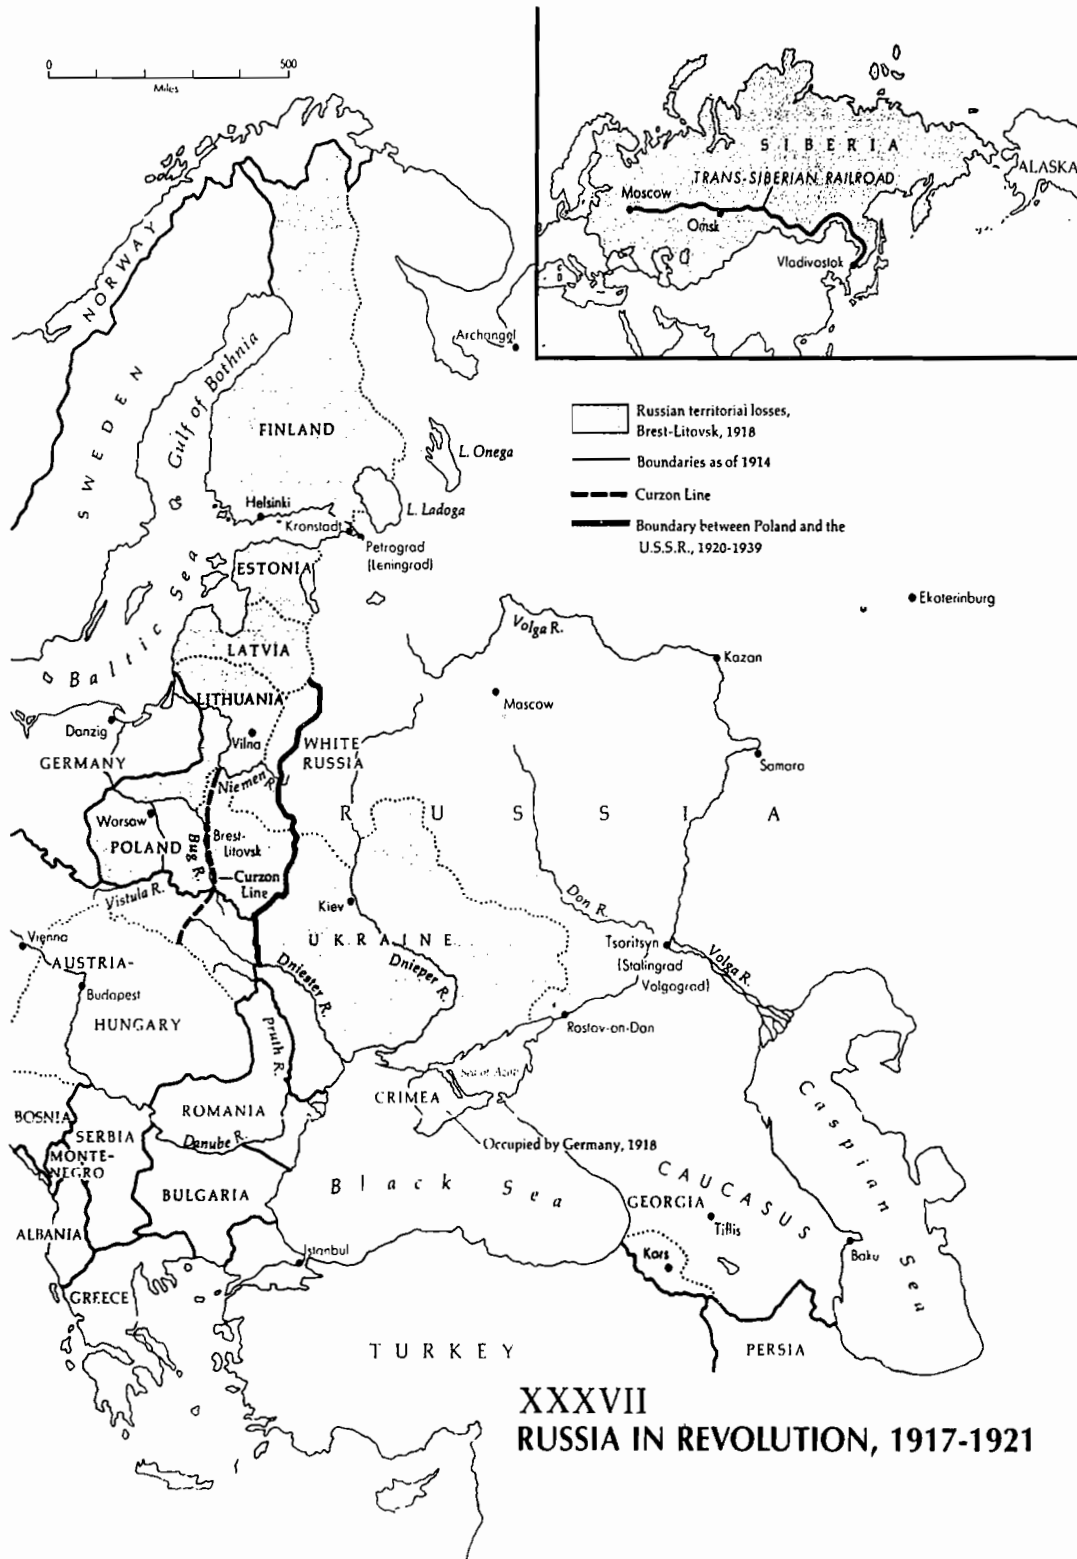 0
500
Miles
SIBERIA
TRANS-SIBERIAN RAILROAD
ALASKA
Moscow
Omsk
Vladivostok
NORWAY
SWEDEN
Gulf of Bothnia
Archangel
FINLAND
L. Onega
L. Ladoga
Helsinki
Kronstadt
Petrograd
(Leningrad)
Russian territorial losses,
Brest-Litovsk, 1918
Boundaries as of 1914
Curzon Line
Boundary between Poland and the
U.S.S.R., 1920-1939
Baltic Sea
ESTONIA
LATVIA
LITHUANIA
Ekaterinburg
Volga R.
Kazan
Moscow
Samara
Danzig
GERMANY
Vilna
WHITE
RUSSIA
Niemen R.
RUSSIA
Warsaw
POLAND
Bug R.
Brest-
Litovsk
Curzon
Line
Vistula R.
Kiev
UKRAINE
Dnieper R.
Dniester R.
Don R.
Tsaritsyn
(Stalingrad
Volgograd)
Volga R.
Vienna
AUSTRIA-
Budapest
HUNGARY
Pruth R.
Rostov-on-Don
Sea of Azov
CRIMEA
Occupied by Germany, 1918
BOSNIA
SERBIA
MONTE-
NEGRO
ROMANIA
Danube R.
BULGARIA
ALBANIA
GREECE
Istanbul
Black Sea
CAUCASUS
GEORGIA
Tiflis
Kars
Baku
Caspian Sea
TURKEY
PERSIA
XXXVII
RUSSIA IN REVOLUTION, 1917-1921